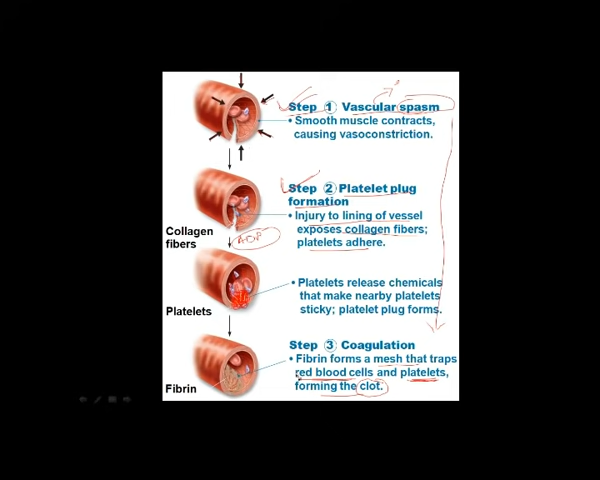 Step 1 Vascular spasm
• Smooth muscle contracts,
causing vasoconstriction.
Step 2 Platelet plug
formation
• Injury to lining of vessel
exposes collagen fibers;
platelets adhere.
Collagen
fibers
ADP
• Platelets release chemicals
that make nearby platelets
sticky; platelet plug forms.
Platelets
Step 3 Coagulation
• Fibrin forms a mesh that traps
red blood cells and platelets,
forming the clot.
Fibrin